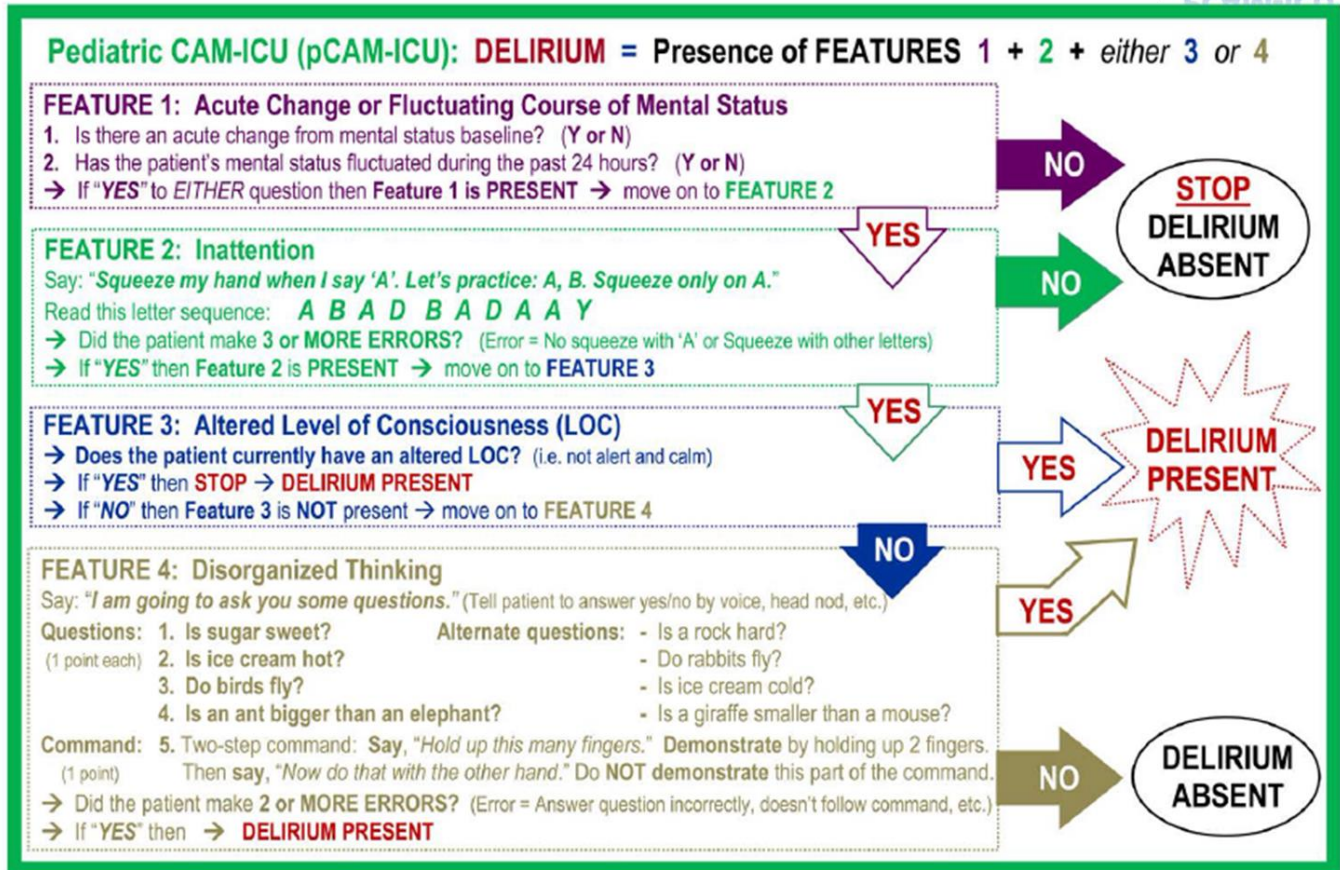 Pediatric CAM-ICU (pCAM-ICU): DELIRIUM = Presence of FEATURES 1 + 2 + either 3 or 4
FEATURE 1: Acute Change or Fluctuating Course of Mental Status
1. Is there an acute change from mental status baseline? (Y or N)
2. Has the patient's mental status fluctuated during the past 24 hours? (Y or N)
→ If "YES" to EITHER question then Feature 1 is PRESENT → move on to FEATURE 2
NO
STOP
DELIRIUM
ABSENT
YES
FEATURE 2: Inattention
Say: "Squeeze my hand when I say 'A'. Let's practice: A, B. Squeeze only on A."
Read this letter sequence: A B A D B A D A A Y
→ Did the patient make 3 or MORE ERRORS? (Error = No squeeze with 'A' or Squeeze with other letters)
→ If "YES" then Feature 2 is PRESENT → move on to FEATURE 3
NO
YES
FEATURE 3: Altered Level of Consciousness (LOC)
→ Does the patient currently have an altered LOC? (i.e. not alert and calm)
→ If "YES" then STOP → DELIRIUM PRESENT
→ If "NO" then Feature 3 is NOT present → move on to FEATURE 4
YES
DELIRIUM
PRESENT
NO
FEATURE 4: Disorganized Thinking
Say: "I am going to ask you some questions." (Tell patient to answer yes/no by voice, head nod, etc.)
Questions: 1. Is sugar sweet? Alternate questions: - Is a rock hard?
(1 point each) 2. Is ice cream hot? - Do rabbits fly?
3. Do birds fly? - Is ice cream cold?
4. Is an ant bigger than an elephant? - Is a giraffe smaller than a mouse?
Command: 5. Two-step command: Say, "Hold up this many fingers." Demonstrate by holding up 2 fingers.
(1 point) Then say, "Now do that with the other hand." Do NOT demonstrate this part of the command.
→ Did the patient make 2 or MORE ERRORS? (Error = Answer question incorrectly, doesn't follow command, etc.)
→ If "YES" then → DELIRIUM PRESENT
YES
NO
DELIRIUM
ABSENT